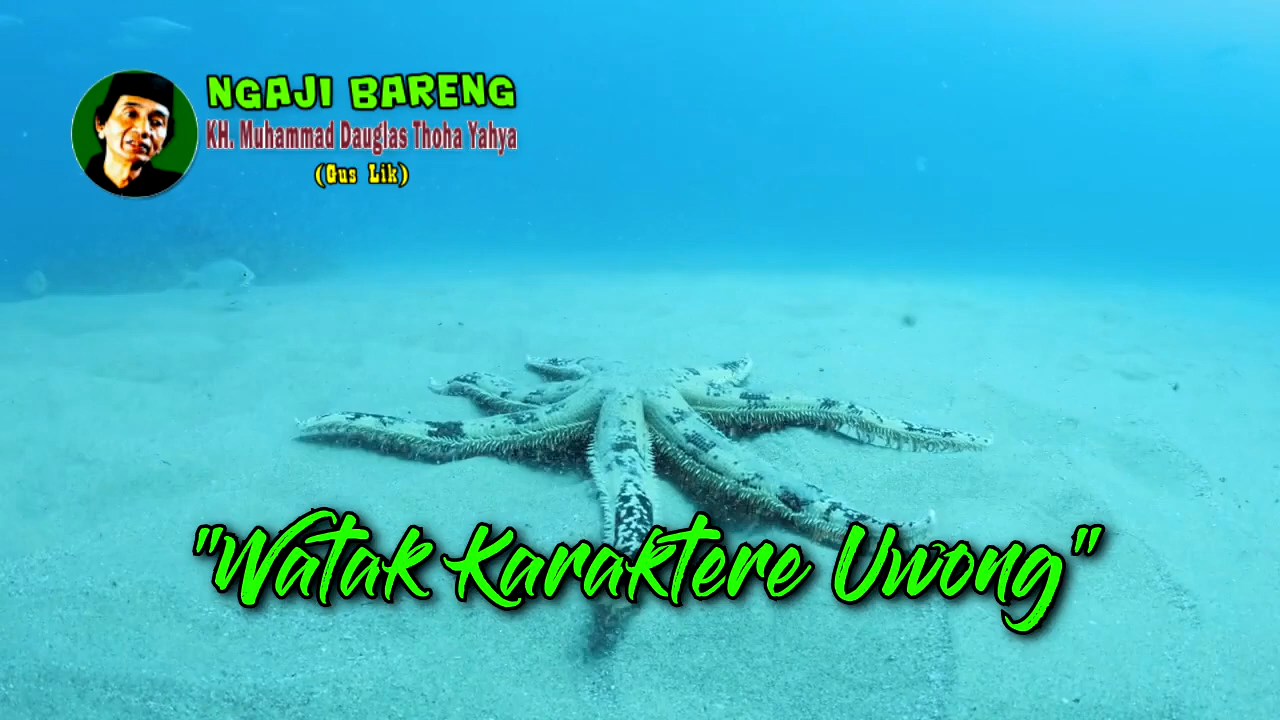 NGAJI BARENG
KH. Muhammad Dauglas Thoha Yahya
(Gus Lik)
"Watak Karaktere Uwong"